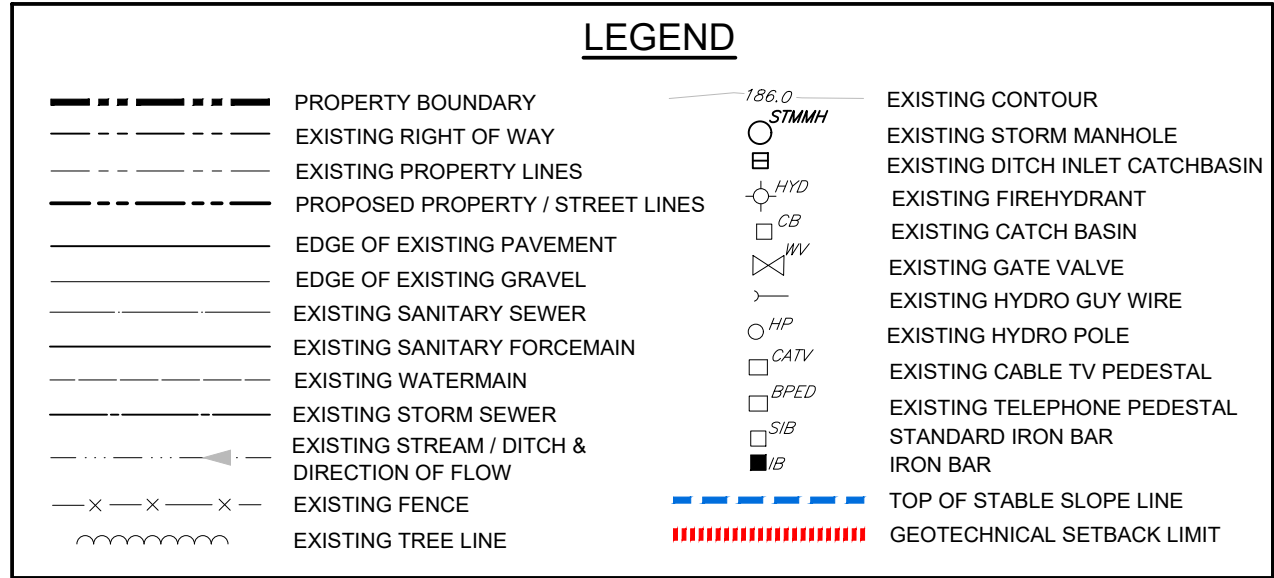 LEGEND
PROPERTY BOUNDARY
EXISTING RIGHT OF WAY
EXISTING PROPERTY LINES
PROPOSED PROPERTY / STREET LINES
EDGE OF EXISTING PAVEMENT
EDGE OF EXISTING GRAVEL
EXISTING SANITARY SEWER
EXISTING SANITARY FORCEMAIN
EXISTING WATERMAIN
EXISTING STORM SEWER
EXISTING STREAM / DITCH &
DIRECTION OF FLOW
EXISTING FENCE
EXISTING TREE LINE
186.0 EXISTING CONTOUR
STMMH EXISTING STORM MANHOLE
EXISTING DITCH INLET CATCHBASIN
HYD EXISTING FIREHYDRANT
CB EXISTING CATCH BASIN
WV EXISTING GATE VALVE
EXISTING HYDRO GUY WIRE
HP EXISTING HYDRO POLE
CATV EXISTING CABLE TV PEDESTAL
BPED EXISTING TELEPHONE PEDESTAL
SIB STANDARD IRON BAR
IB IRON BAR
TOP OF STABLE SLOPE LINE
GEOTECHNICAL SETBACK LIMIT